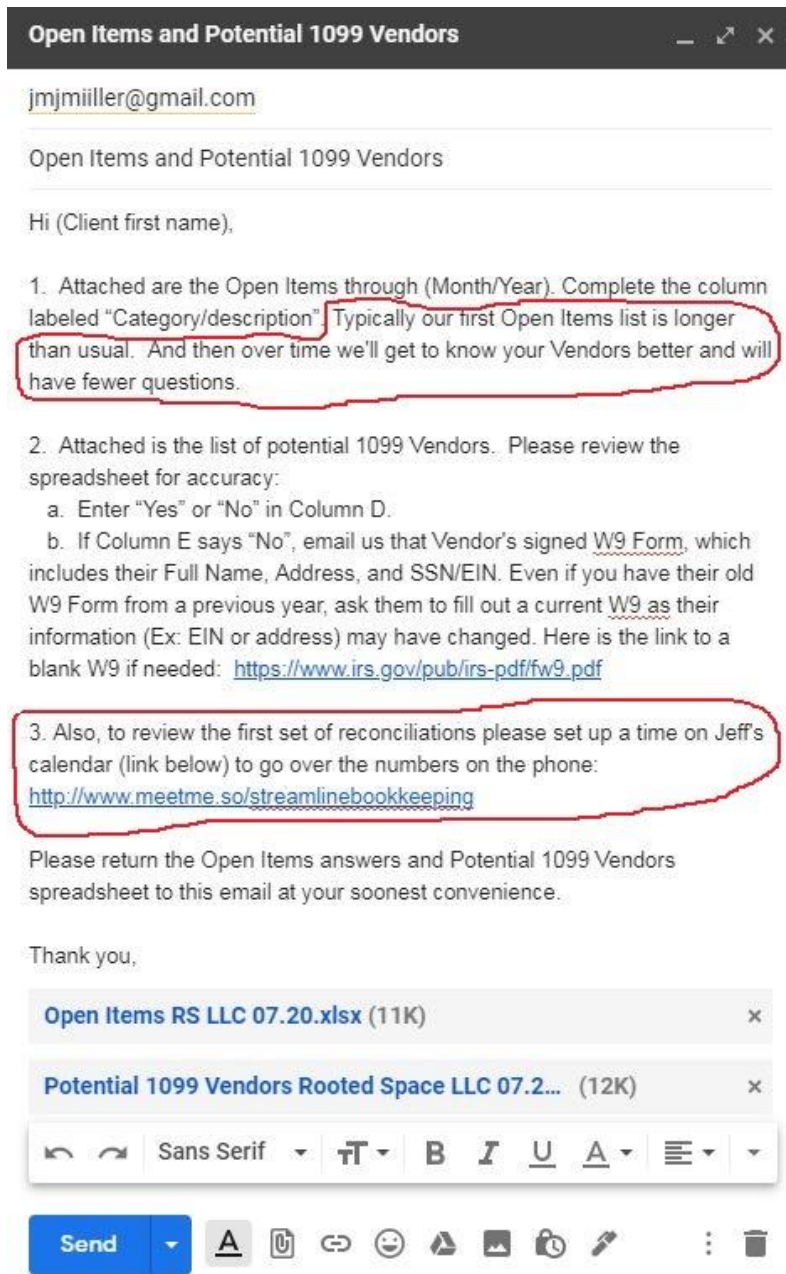 Open Items and Potential 1099 Vendors
jmjmiiller@gmail.com
Open Items and Potential 1099 Vendors
Hi (Client first name),
1.  Attached are the Open Items through (Month/Year). Complete the column
labeled “Category/description”. Typically our first Open Items list is longer
than usual.  And then over time we'll get to know your Vendors better and will
have fewer questions.
2.  Attached is the list of potential 1099 Vendors.  Please review the
spreadsheet for accuracy:
a.  Enter “Yes” or “No” in Column D.
b.  If Column E says “No”, email us that Vendor's signed W9 Form, which
includes their Full Name, Address, and SSN/EIN. Even if you have their old
W9 Form from a previous year, ask them to fill out a current W9 as their
information (Ex: EIN or address) may have changed. Here is the link to a
blank W9 if needed:  https://www.irs.gov/pub/irs-pdf/fw9.pdf
3. Also, to review the first set of reconciliations please set up a time on Jeff's
calendar (link below) to go over the numbers on the phone:
http://www.meetme.so/streamlinebookkeeping
Please return the Open Items answers and Potential 1099 Vendors
spreadsheet to this email at your soonest convenience.
Thank you,
Open Items RS LLC 07.20.xlsx (11K)
Potential 1099 Vendors Rooted Space LLC 07.2... (12K)
Sans Serif
Send